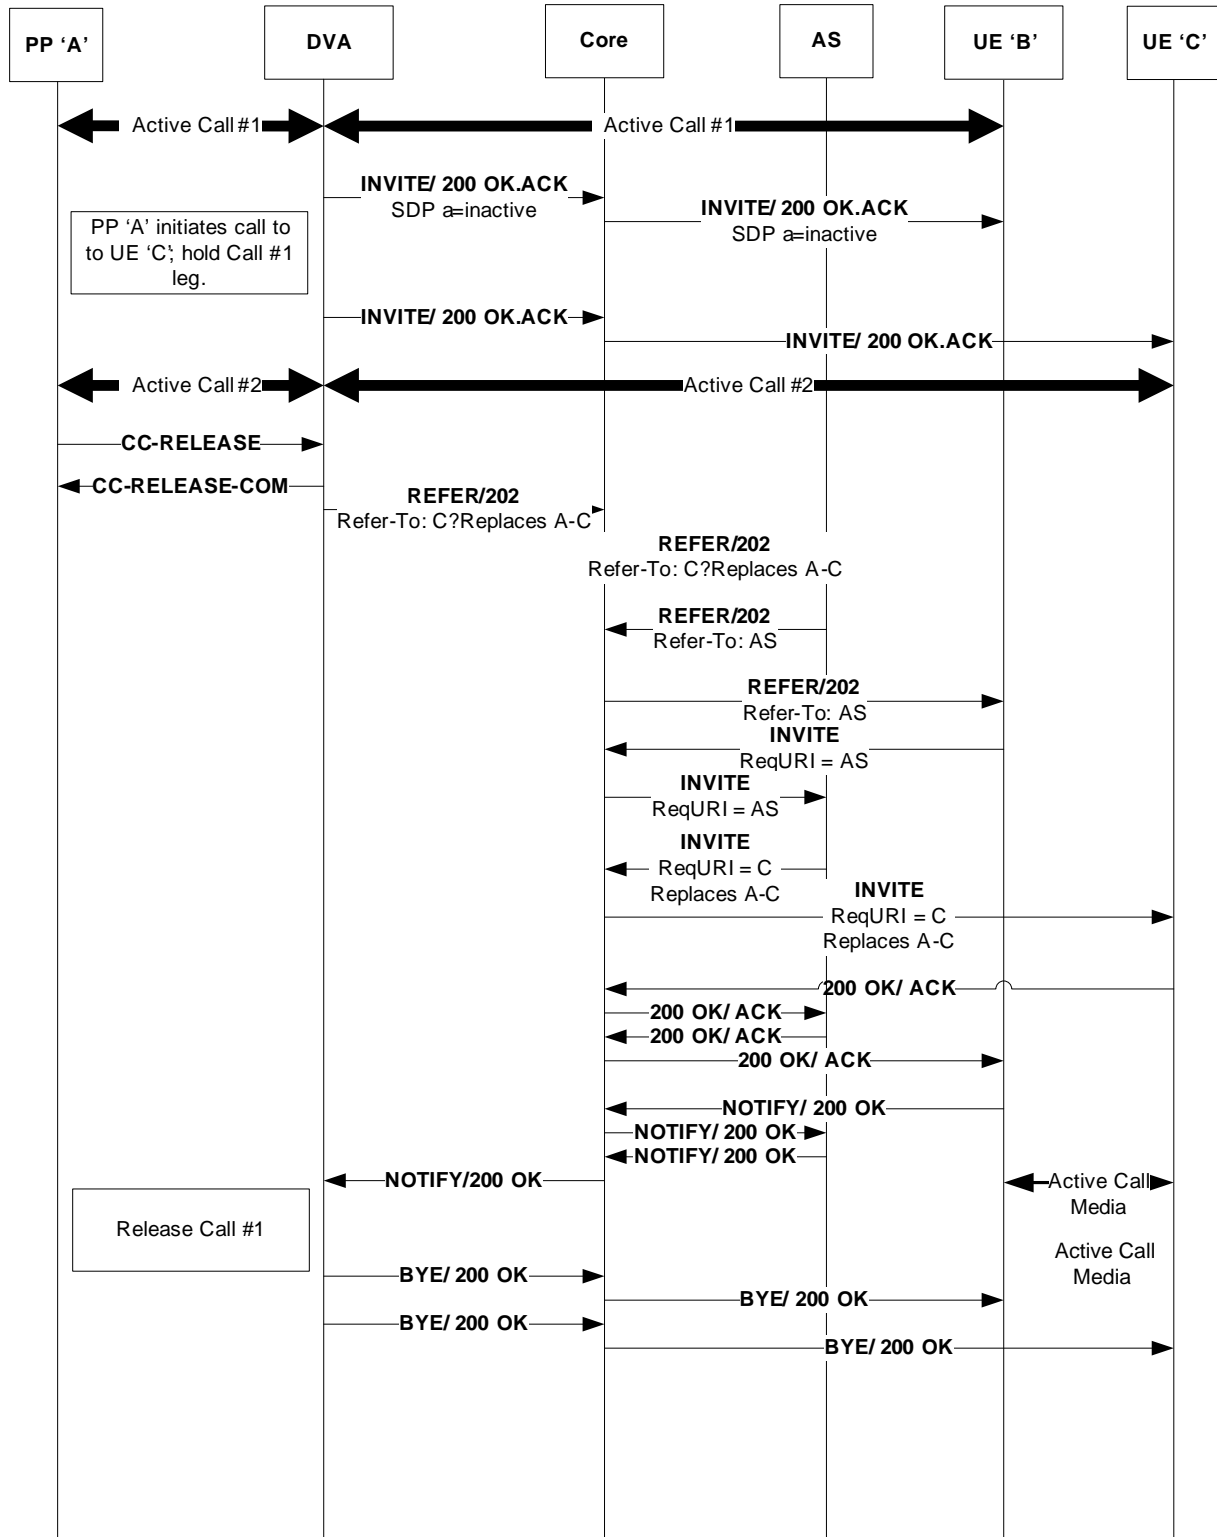 PP ‘A’
DVA
Core
AS
UE ‘B’
UE ‘C’
Active Call #1
Active Call #1
INVITE/ 200 OK.ACK
SDP a=inactive
INVITE/ 200 OK.ACK
SDP a=inactive
PP ‘A’ initiates call to
to UE ‘C’; hold Call #1
leg.
INVITE/ 200 OK.ACK
INVITE/ 200 OK.ACK
Active Call #2
Active Call #2
CC-RELEASE
CC-RELEASE-COM
REFER/202
Refer-To: C?Replaces A-C
REFER/202
Refer-To: C?Replaces A-C
REFER/202
Refer-To: AS
REFER/202
Refer-To: AS
INVITE
ReqURI = AS
INVITE
ReqURI = AS
INVITE
ReqURI = C
Replaces A-C
INVITE
ReqURI = C
Replaces A-C
200 OK/ ACK
200 OK/ ACK
200 OK/ ACK
200 OK/ ACK
NOTIFY/ 200 OK
NOTIFY/ 200 OK
NOTIFY/ 200 OK
NOTIFY/200 OK
Active Call
Media
Release Call #1
Active Call
Media
BYE/ 200 OK
BYE/ 200 OK
BYE/ 200 OK
BYE/ 200 OK